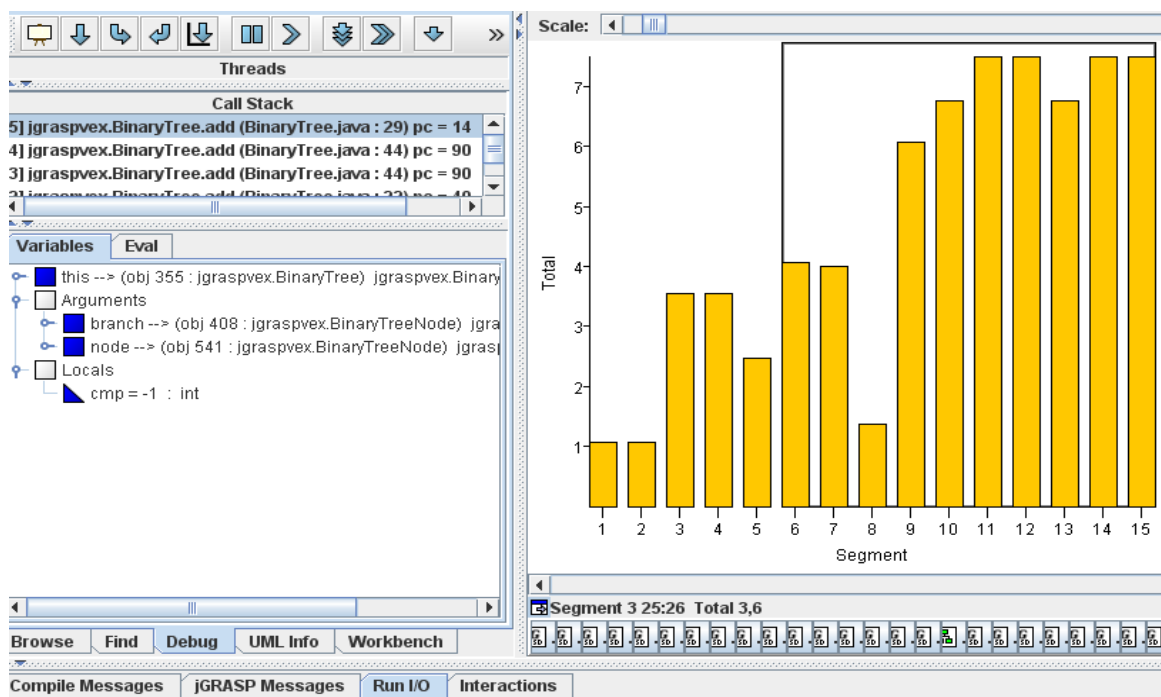 Threads
Call Stack
5] jgraspvex.BinaryTree.add (BinaryTree.java : 29) pc = 14
4] jgraspvex.BinaryTree.add (BinaryTree.java : 44) pc = 90
3] jgraspvex.BinaryTree.add (BinaryTree.java : 44) pc = 90
Variables Eval
this --> (obj 355 : jgraspvex.BinaryTree) jgraspvex.Binary
Arguments
branch --> (obj 408 : jgraspvex.BinaryTreeNode) jgra
node --> (obj 541 : jgraspvex.BinaryTreeNode) jgrasp
Locals
cmp = -1 : int
Browse Find Debug UML Info Workbench
Compile Messages jGRASP Messages Run I/O Interactions
Scale:
Total
7
6
5
4
3
2
1
1 2 3 4 5 6 7 8 9 10 11 12 13 14 15
Segment
Segment 3 25:26 Total 3,6